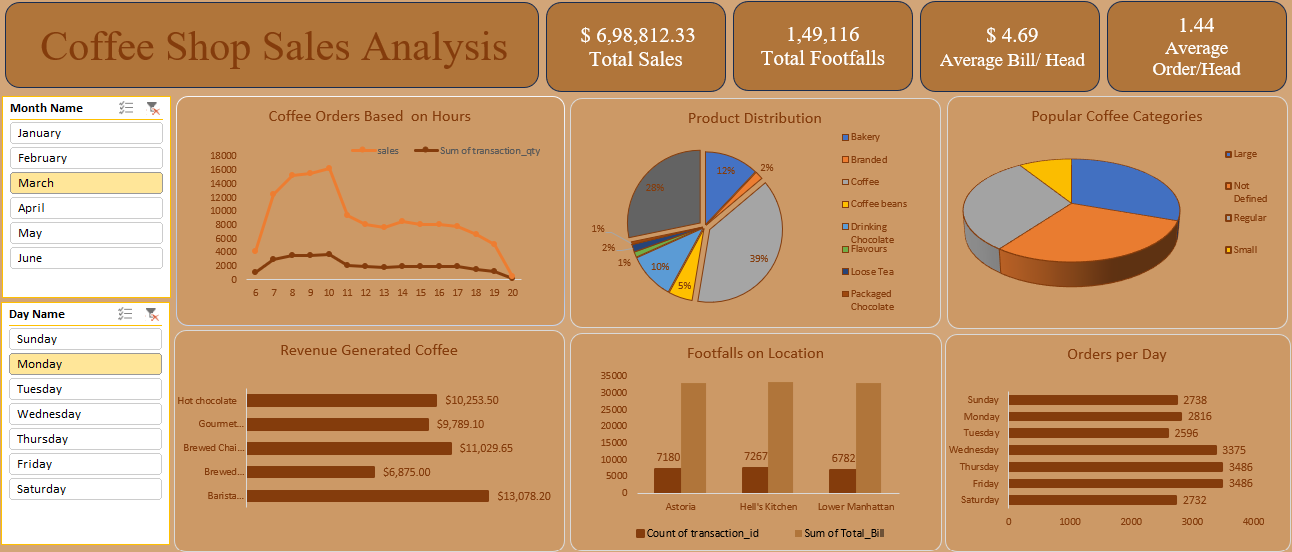 Coffee Shop Sales Analysis
$ 6,98,812.33
Total Sales
1,49,116
Total Footfalls
$ 4.69
Average Bill/ Head
1.44
Average
Order/Head
Month Name
January
February
March
April
May
June
Day Name
Sunday
Monday
Tuesday
Wednesday
Thursday
Friday
Saturday
Coffee Orders Based on Hours
sales
Sum of transaction_qty
18000
16000
14000
12000
10000
8000
6000
4000
2000
0
6 7 8 9 10 11 12 13 14 15 16 17 18 19 20
Product Distribution
12%
2%
39%
5%
10%
1%
2%
1%
28%
Bakery
Branded
Coffee
Coffee beans
Drinking
Chocolate
Flavours
Loose Tea
Packaged
Chocolate
Popular Coffee Categories
Large
Not
Defined
Regular
Small
Revenue Generated Coffee
Hot chocolate $10,253.50
Gourmet... $9,789.10
Brewed Chai... $11,029.65
Brewed... $6,875.00
Barista... $13,078.20
Footfalls on Location
35000
30000
25000
20000
15000
10000
5000
0
7180 7267 6782
Astoria Hell's Kitchen Lower Manhattan
Count of transaction_id Sum of Total_Bill
Orders per Day
Sunday 2738
Monday 2816
Tuesday 2596
Wednesday 3375
Thursday 3486
Friday 3486
Saturday 2732
0 1000 2000 3000 4000